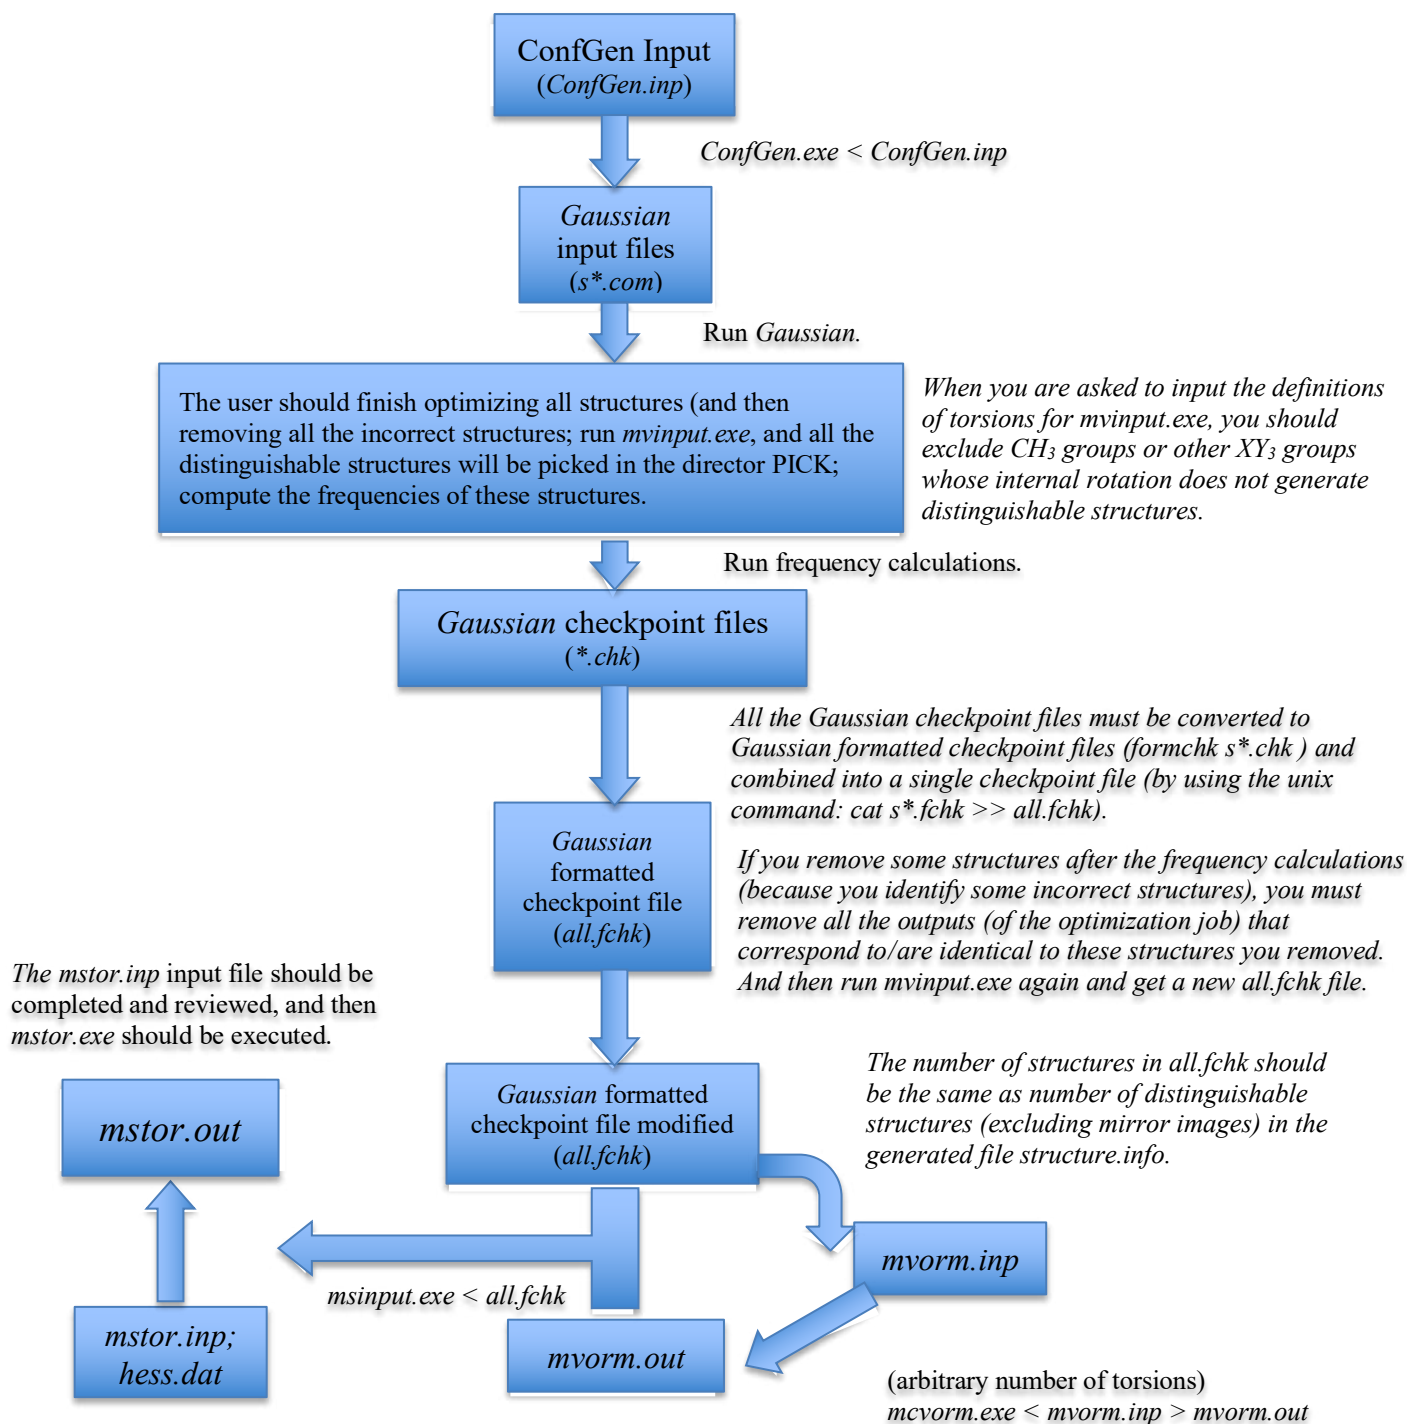 ConfGen Input
(ConfGen.inp)
ConfGen.exe < ConfGen.inp
Gaussian
input files
(s*.com)
Run Gaussian.
The user should finish optimizing all structures (and then
removing all the incorrect structures; run mvinput.exe, and all the
distinguishable structures will be picked in the director PICK;
compute the frequencies of these structures.
When you are asked to input the definitions
of torsions for mvinput.exe, you should
exclude CH₃ groups or other XY₃ groups
whose internal rotation does not generate
distinguishable structures.
Run frequency calculations.
Gaussian checkpoint files
(*.chk)
All the Gaussian checkpoint files must be converted to
Gaussian formatted checkpoint files (formchk s*.chk ) and
combined into a single checkpoint file (by using the unix
command: cat s*.fchk >> all.fchk).
Gaussian
formatted
checkpoint file
(all.fchk)
If you remove some structures after the frequency calculations
(because you identify some incorrect structures), you must
remove all the outputs (of the optimization job) that
correspond to/are identical to these structures you removed.
And then run mvinput.exe again and get a new all.fchk file.
The mstor.inp input file should be
completed and reviewed, and then
mstor.exe should be executed.
Gaussian formatted
checkpoint file modified
(all.fchk)
The number of structures in all.fchk should
be the same as number of distinguishable
structures (excluding mirror images) in the
generated file structure.info.
mstor.out
mvorm.inp
msinput.exe < all.fchk
mstor.inp;
hess.dat
mvorm.out
(arbitrary number of torsions)
mcvorm.exe < mvorm.inp > mvorm.out